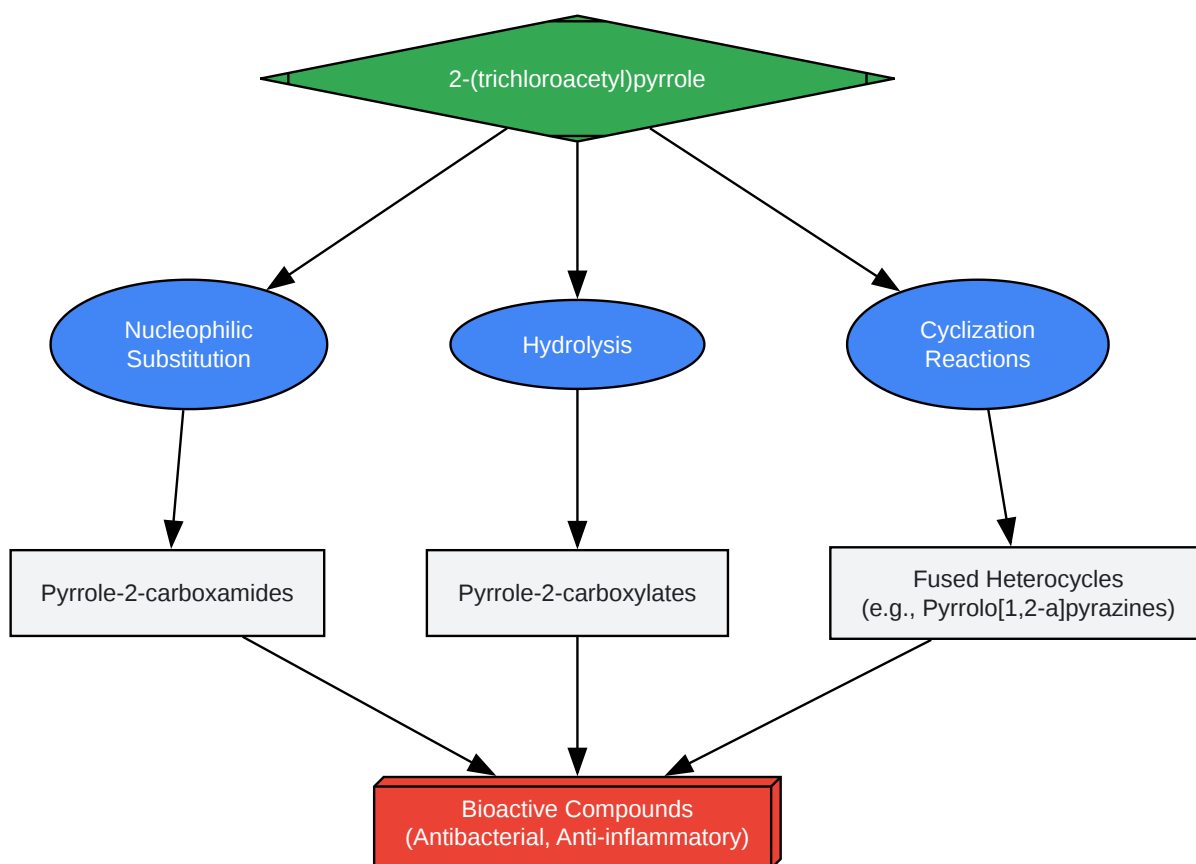 2-(trichloroacetyl)pyrrole
Nucleophilic
Substitution
Hydrolysis
Cyclization
Reactions
Pyrrole-2-carboxamides
Pyrrole-2-carboxylates
Fused Heterocycles
(e.g., Pyrrolo[1,2-a]pyrazines)
Bioactive Compounds
(Antibacterial, Anti-inflammatory)